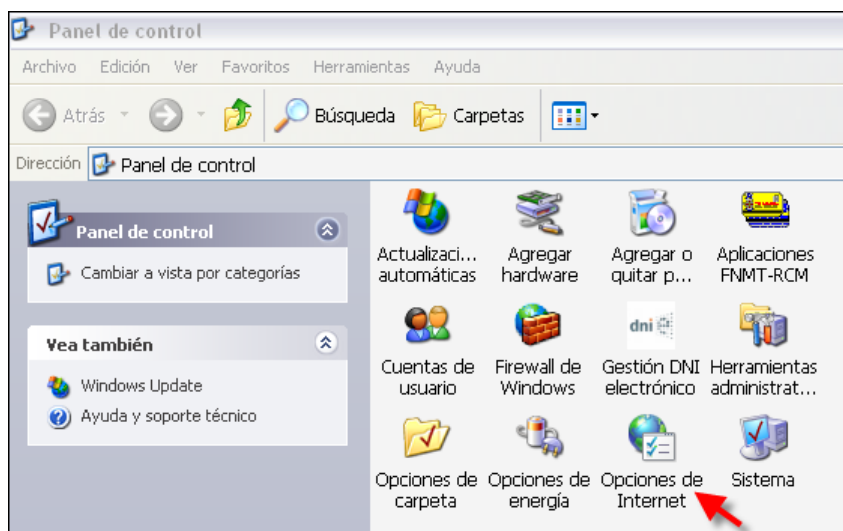 Panel de control
Archivo Edición Ver Favoritos Herramientas Ayuda
Atrás Búsqueda Carpetas
Dirección Panel de control
Panel de control
Cambiar a vista por categorías
Vea también
Windows Update
Ayuda y soporte técnico
Actualizaci... Agregar Agregar o Aplicaciones
automáticas hardware quitar p... FNMT-RCM
dni
Cuentas de Firewall de Gestión DNI Herramientas
usuario Windows electrónico administrat...
Opciones de Opciones de Opciones de Sistema
carpeta energía Internet